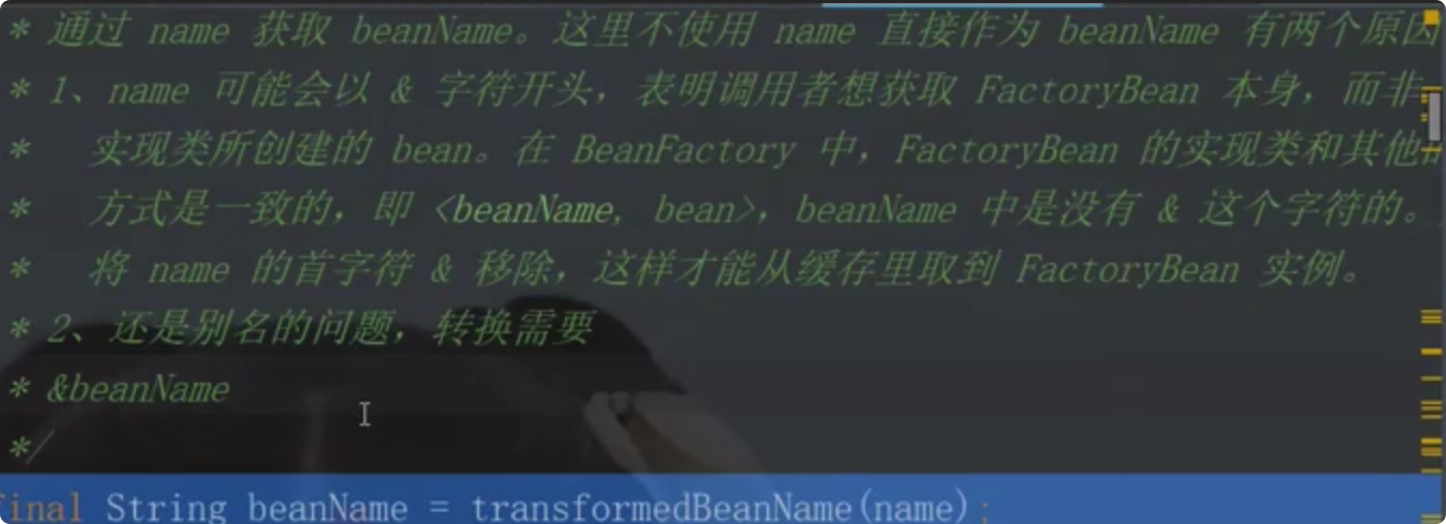 * 通过 name 获取 beanName。这里不使用 name 直接作为 beanName 有两个原因
* 1、name 可能会以 & 字符开头，表明调用者想获取 FactoryBean 本身，而非
*   实现类所创建的 bean。在 BeanFactory 中，FactoryBean 的实现类和其他
*   方式是一致的，即 <beanName, bean>，beanName 中是没有 & 这个字符的。
*   将 name 的首字符 & 移除，这样才能从缓存里取到 FactoryBean 实例。
* 2、还是别名的问题，转换需要
* &beanName
*/
final String beanName = transformedBeanName(name);